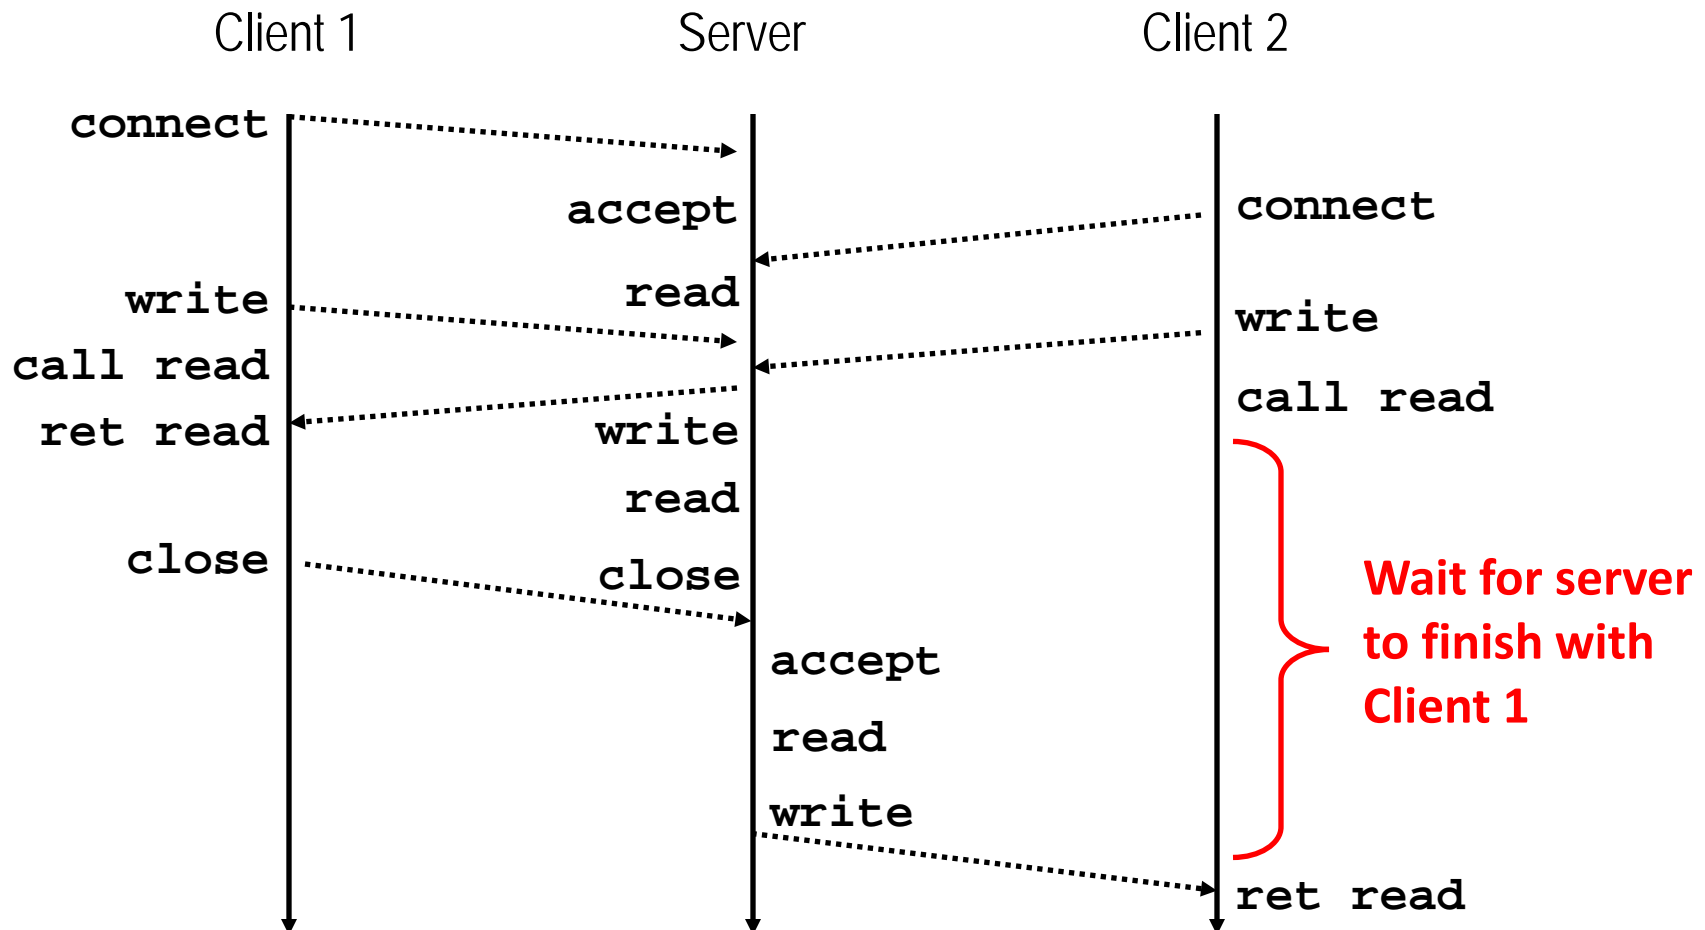 Client 1
Server
Client 2
connect
accept
connect
write
read
write
call read
call read
ret read
write
read
close
close
Wait for server
to finish with
Client 1
accept
read
write
ret read